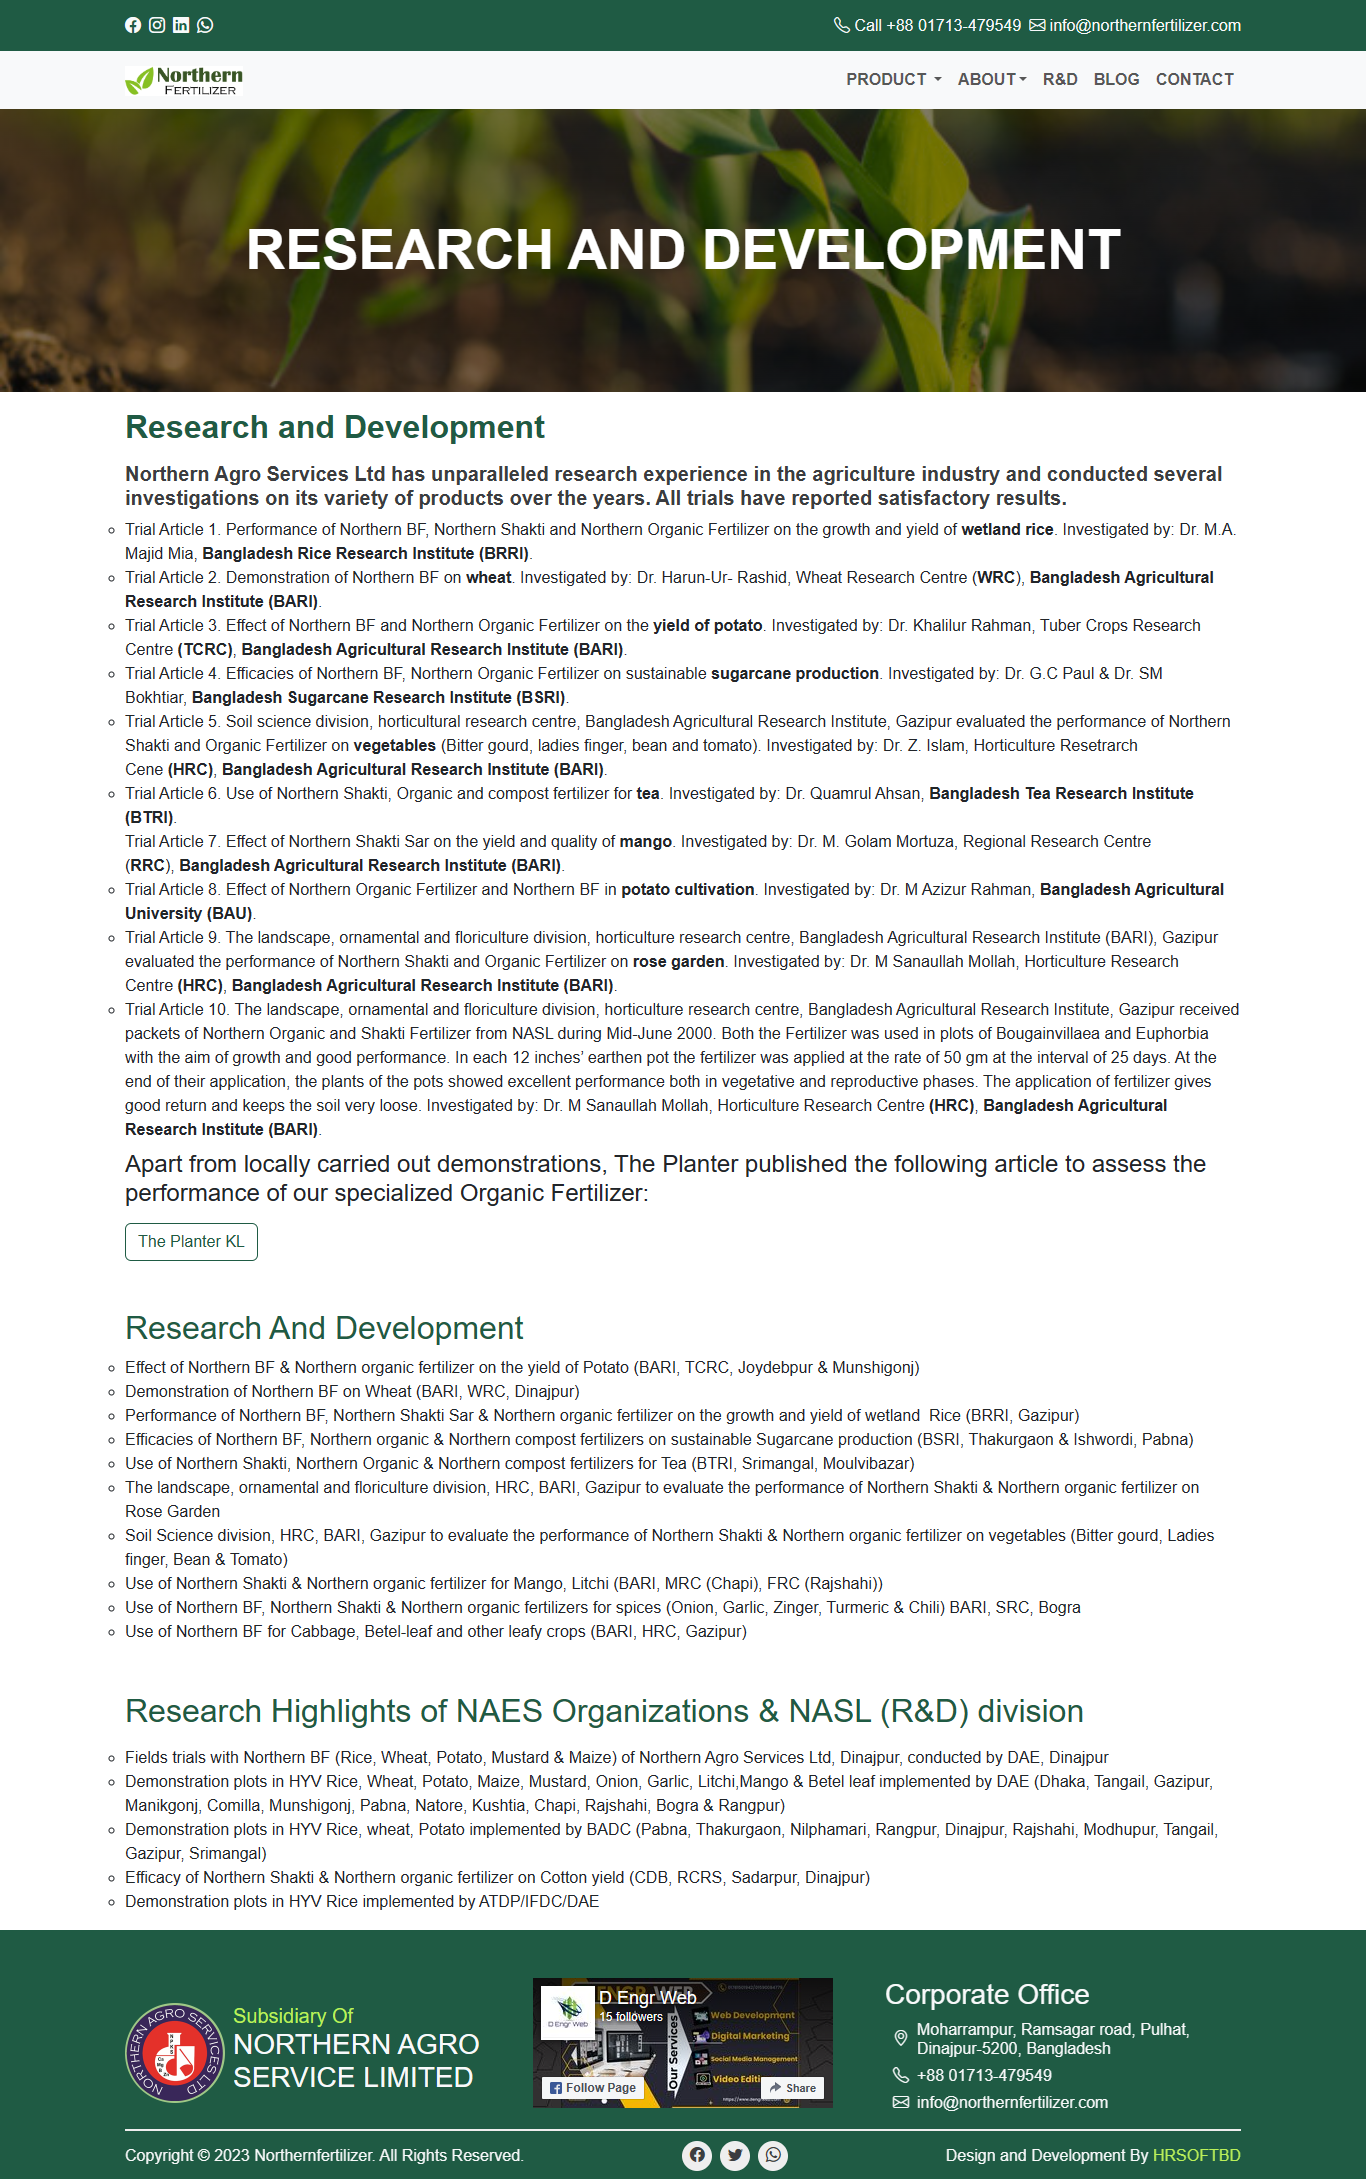 Call +88 01713-479549 info@northernfertilizer.com
Northern
FERTILIZER
PRODUCT ABOUT R&D BLOG CONTACT
RESEARCH AND DEVELOPMENT
Research and Development
Northern Agro Services Ltd has unparalleled research experience in the agriculture industry and conducted several
investigations on its variety of products over the years. All trials have reported satisfactory results.
Trial Article 1. Performance of Northern BF, Northern Shakti and Northern Organic Fertilizer on the growth and yield of wetland rice. Investigated by: Dr. M.A.
Majid Mia, Bangladesh Rice Research Institute (BRRI).
Trial Article 2. Demonstration of Northern BF on wheat. Investigated by: Dr. Harun-Ur- Rashid, Wheat Research Centre (WRC), Bangladesh Agricultural
Research Institute (BARI).
Trial Article 3. Effect of Northern BF and Northern Organic Fertilizer on the yield of potato. Investigated by: Dr. Khalilur Rahman, Tuber Crops Research
Centre (TCRC), Bangladesh Agricultural Research Institute (BARI).
Trial Article 4. Efficacies of Northern BF, Northern Organic Fertilizer on sustainable sugarcane production. Investigated by: Dr. G.C Paul & Dr. SM
Bokhtiar, Bangladesh Sugarcane Research Institute (BSRI).
Trial Article 5. Soil science division, horticultural research centre, Bangladesh Agricultural Research Institute, Gazipur evaluated the performance of Northern
Shakti and Organic Fertilizer on vegetables (Bitter gourd, ladies finger, bean and tomato). Investigated by: Dr. Z. Islam, Horticulture Resetrarch
Cene (HRC), Bangladesh Agricultural Research Institute (BARI).
Trial Article 6. Use of Northern Shakti, Organic and compost fertilizer for tea. Investigated by: Dr. Quamrul Ahsan, Bangladesh Tea Research Institute
(BTRI).
Trial Article 7. Effect of Northern Shakti Sar on the yield and quality of mango. Investigated by: Dr. M. Golam Mortuza, Regional Research Centre
(RRC), Bangladesh Agricultural Research Institute (BARI).
Trial Article 8. Effect of Northern Organic Fertilizer and Northern BF in potato cultivation. Investigated by: Dr. M Azizur Rahman, Bangladesh Agricultural
University (BAU).
Trial Article 9. The landscape, ornamental and floriculture division, horticulture research centre, Bangladesh Agricultural Research Institute (BARI), Gazipur
evaluated the performance of Northern Shakti and Organic Fertilizer on rose garden. Investigated by: Dr. M Sanaullah Mollah, Horticulture Research
Centre (HRC), Bangladesh Agricultural Research Institute (BARI).
Trial Article 10. The landscape, ornamental and floriculture division, horticulture research centre, Bangladesh Agricultural Research Institute, Gazipur received
packets of Northern Organic and Shakti Fertilizer from NASL during Mid-June 2000. Both the Fertilizer was used in plots of Bougainvillaea and Euphorbia
with the aim of growth and good performance. In each 12 inches’ earthen pot the fertilizer was applied at the rate of 50 gm at the interval of 25 days. At the
end of their application, the plants of the pots showed excellent performance both in vegetative and reproductive phases. The application of fertilizer gives
good return and keeps the soil very loose. Investigated by: Dr. M Sanaullah Mollah, Horticulture Research Centre (HRC), Bangladesh Agricultural
Research Institute (BARI).
Apart from locally carried out demonstrations, The Planter published the following article to assess the
performance of our specialized Organic Fertilizer:
The Planter KL
Research And Development
Effect of Northern BF & Northern organic fertilizer on the yield of Potato (BARI, TCRC, Joydebpur & Munshigonj)
Demonstration of Northern BF on Wheat (BARI, WRC, Dinajpur)
Performance of Northern BF, Northern Shakti Sar & Northern organic fertilizer on the growth and yield of wetland Rice (BRRI, Gazipur)
Efficacies of Northern BF, Northern organic & Northern compost fertilizers on sustainable Sugarcane production (BSRI, Thakurgaon & Ishwordi, Pabna)
Use of Northern Shakti, Northern Organic & Northern compost fertilizers for Tea (BTRI, Srimangal, Moulvibazar)
The landscape, ornamental and floriculture division, HRC, BARI, Gazipur to evaluate the performance of Northern Shakti & Northern organic fertilizer on
Rose Garden
Soil Science division, HRC, BARI, Gazipur to evaluate the performance of Northern Shakti & Northern organic fertilizer on vegetables (Bitter gourd, Ladies
finger, Bean & Tomato)
Use of Northern Shakti & Northern organic fertilizer for Mango, Litchi (BARI, MRC (Chapi), FRC (Rajshahi))
Use of Northern BF, Northern Shakti & Northern organic fertilizers for spices (Onion, Garlic, Zinger, Turmeric & Chili) BARI, SRC, Bogra
Use of Northern BF for Cabbage, Betel-leaf and other leafy crops (BARI, HRC, Gazipur)
Research Highlights of NAES Organizations & NASL (R&D) division
Fields trials with Northern BF (Rice, Wheat, Potato, Mustard & Maize) of Northern Agro Services Ltd, Dinajpur, conducted by DAE, Dinajpur
Demonstration plots in HYV Rice, Wheat, Potato, Maize, Mustard, Onion, Garlic, Litchi,Mango & Betel leaf implemented by DAE (Dhaka, Tangail, Gazipur,
Manikgonj, Comilla, Munshigonj, Pabna, Natore, Kushtia, Chapi, Rajshahi, Bogra & Rangpur)
Demonstration plots in HYV Rice, wheat, Potato implemented by BADC (Pabna, Thakurgaon, Nilphamari, Rangpur, Dinajpur, Rajshahi, Modhupur, Tangail,
Gazipur, Srimangal)
Efficacy of Northern Shakti & Northern organic fertilizer on Cotton yield (CDB, RCRS, Sadarpur, Dinajpur)
Demonstration plots in HYV Rice implemented by ATDP/IFDC/DAE
NORTHERN AGRO SERVICES LTD
Subsidiary Of
NORTHERN AGRO
SERVICE LIMITED
D Engr Web
15 followers
D Engr Web
Our Services
Web Development
Digital Marketing
Social Media Management
Video Editi
Follow Page
Share
Corporate Office
Moharrampur, Ramsagar road, Pulhat,
Dinajpur-5200, Bangladesh
+88 01713-479549
info@northernfertilizer.com
Copyright © 2023 Northernfertilizer. All Rights Reserved.
Design and Development By HRSOFTBD